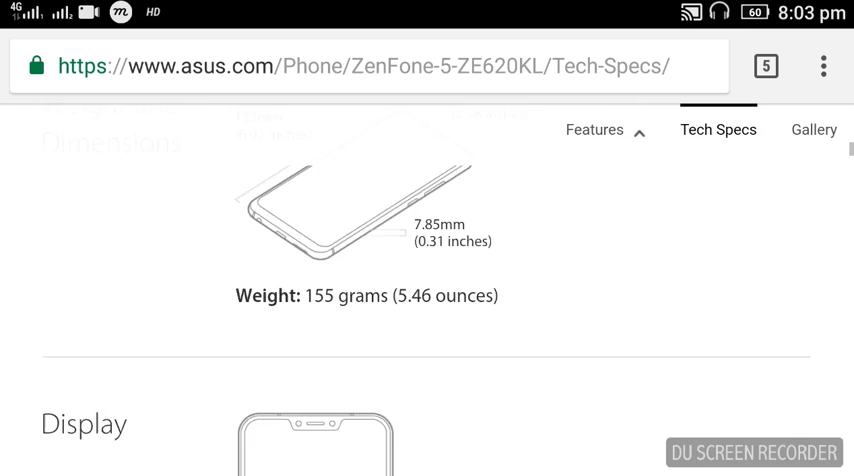 4G
m
HD
60
8:03 pm
https://www.asus.com/Phone/ZenFone-5-ZE620KL/Tech-Specs/
5
Features
Tech Specs
Gallery
Dimensions
7.85mm
(0.31 inches)
Weight: 155 grams (5.46 ounces)
Display
DU SCREEN RECORDER